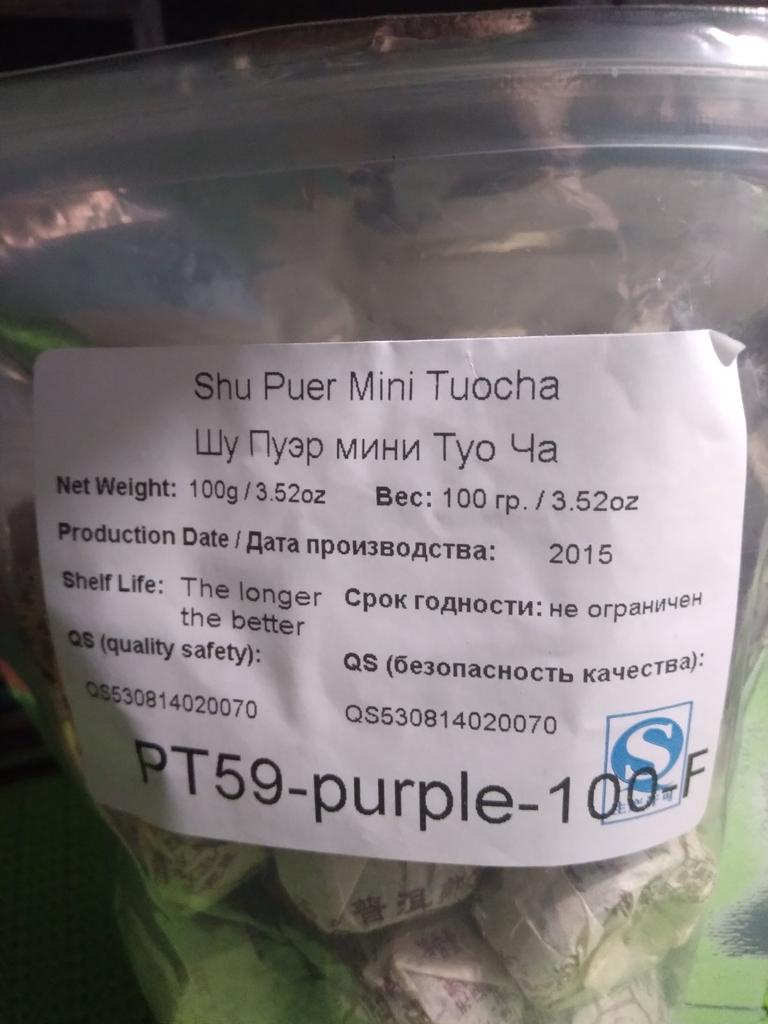 Shu Puer Mini Tuocha
Шу Пуэр мини Туо Ча
Net Weight: 100g / 3.52oz Вес: 100 гр. / 3.52oz
Production Date / Дата производства: 2015
Shelf Life: The longer the better Срок годности: не ограничен
QS (quality safety): QS (безопасность качества):
QS530814020070 QS530814020070
PT59-purple-100-F
普洱